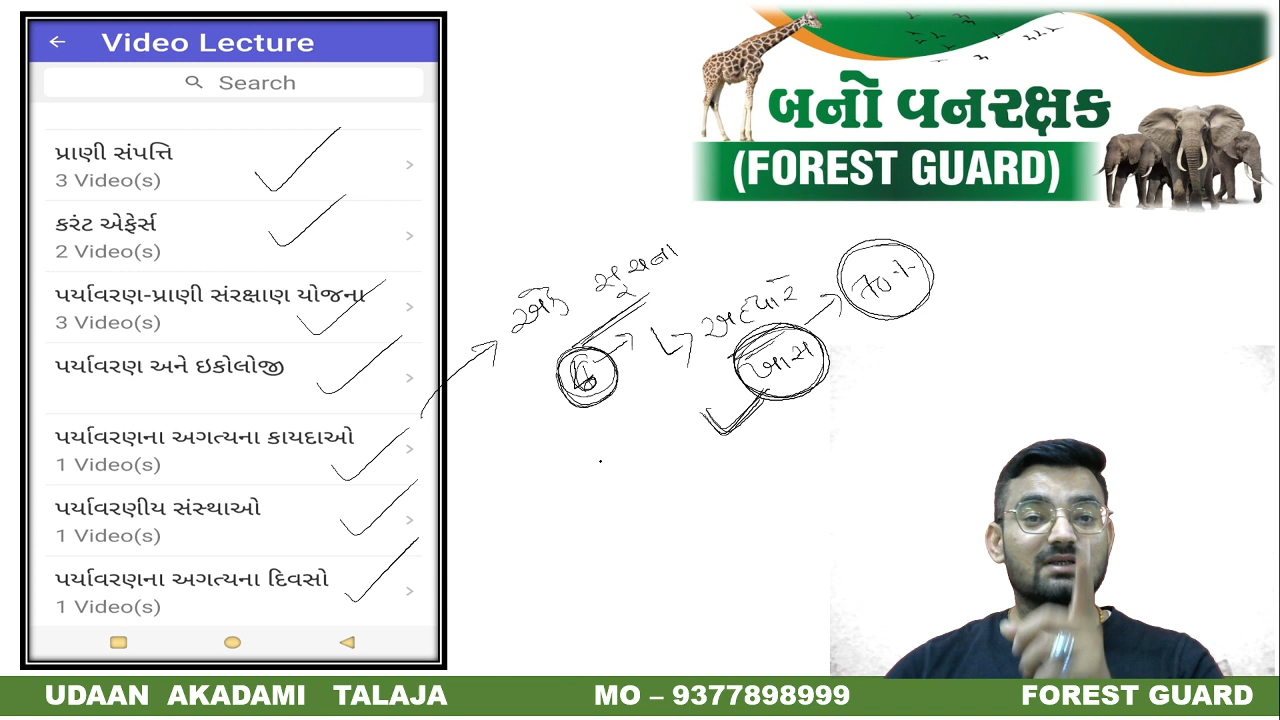 ← Video Lecture
Search
પ્રાણી સંપત્તિ
3 Video(s)
કરંટ એફેર્સ
2 Video(s)
પર્યાવરણ-પ્રાણી સંરક્ષાણ યોજના
3 Video(s)
પર્યાવરણ અને ઇકોલોજી
પર્યાવરણના અગત્યના કાયદાઓ
1 Video(s)
પર્યાવરણીય સંસ્થાઓ
1 Video(s)
પર્યાવરણના અગત્યના દિવસો
1 Video(s)
બનો વનરક્ષક
(FOREST GUARD)
સૂચના
70%
UDAAN AKADAMI TALAJA
MO – 9377898999
FOREST GUARD